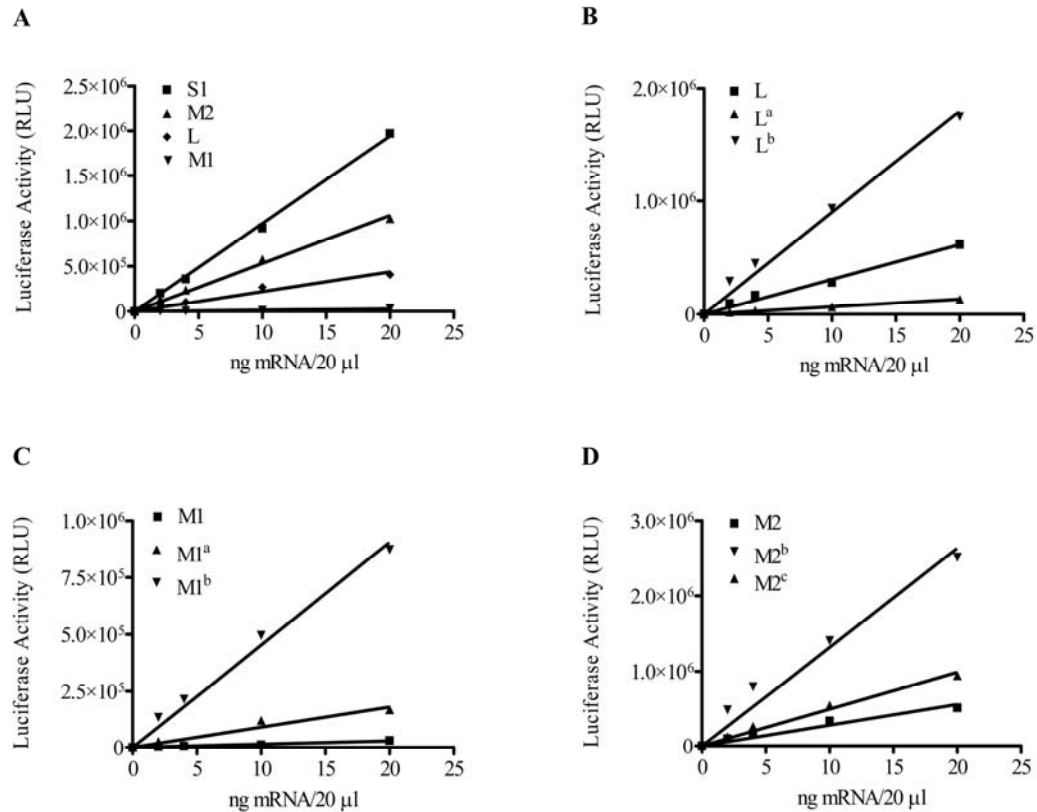 A
Luciferase Activity (RLU)
2.5×10⁶
2.0×10⁶
1.5×10⁶
1.0×10⁶
5.0×10⁵
0
S1
M2
L
M1
0 5 10 15 20 25
ng mRNA/20 μl
B
Luciferase Activity (RLU)
2.0×10⁶
1.0×10⁶
0
L
Lᵃ
Lᵇ
0 5 10 15 20 25
ng mRNA/20 μl
C
Luciferase Activity (RLU)
1.0×10⁶
7.5×10⁵
5.0×10⁵
2.5×10⁵
0
M1
M1ᵃ
M1ᵇ
0 5 10 15 20 25
ng mRNA/20 μl
D
Luciferase Activity (RLU)
3.0×10⁶
2.0×10⁶
1.0×10⁶
0
M2
M2ᵇ
M2ᶜ
0 5 10 15 20 25
ng mRNA/20 μl